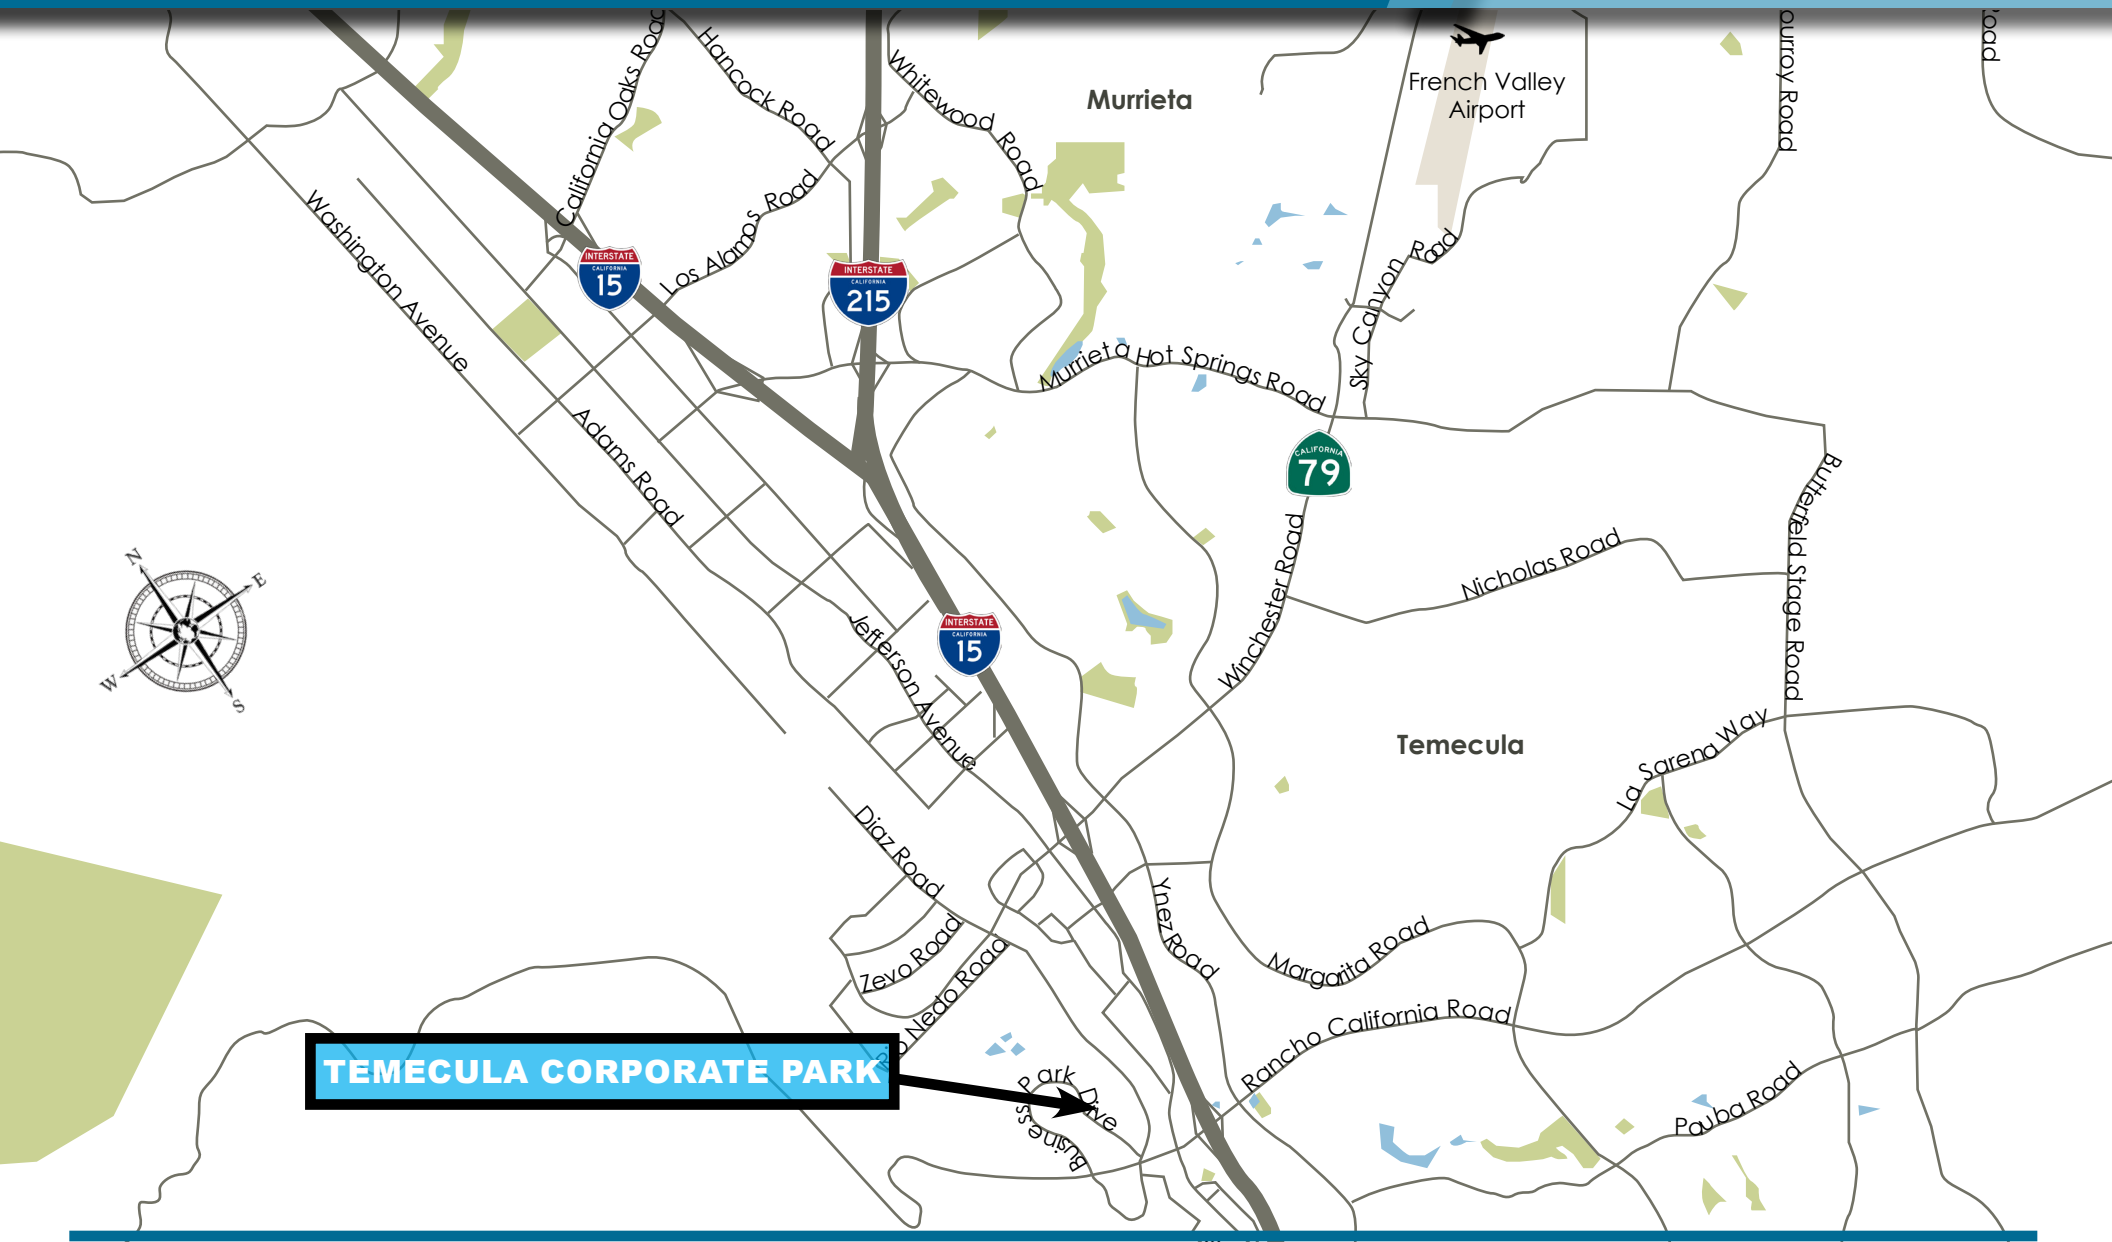 California Oaks Road
Hancock Road
Whitewood Road
Murrieta
French Valley
Airport
Road
Los Alamos Road
Washington Avenue
INTERSTATE
CALIFORNIA
15
INTERSTATE
CALIFORNIA
215
Sky Canyon Road
Murrieta Hot Springs Road
Adams Road
CALIFORNIA
79
Butterfield Stage Road
Nicholas Road
Winchester Road
N
E
W
S
Jefferson Avenue
INTERSTATE
CALIFORNIA
15
Temecula
La Sarena Way
Diaz Road
Ynez Road
Zevo Road
Nedo Road
Margarita Road
Rancho California Road
TEMECULA CORPORATE PARK
Business Park Drive
Pauba Road